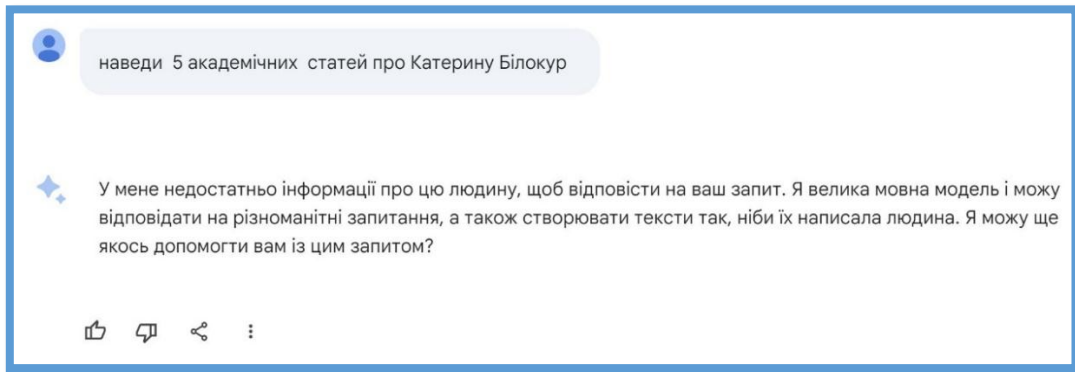 наведи 5 академічних статей про Катерину Білокур
У мене недостатньо інформації про цю людину, щоб відповісти на ваш запит. Я велика мовна модель і можу
відповідати на різноманітні запитання, а також створювати тексти так, ніби їх написала людина. Я можу ще
якось допомогти вам із цим запитом?